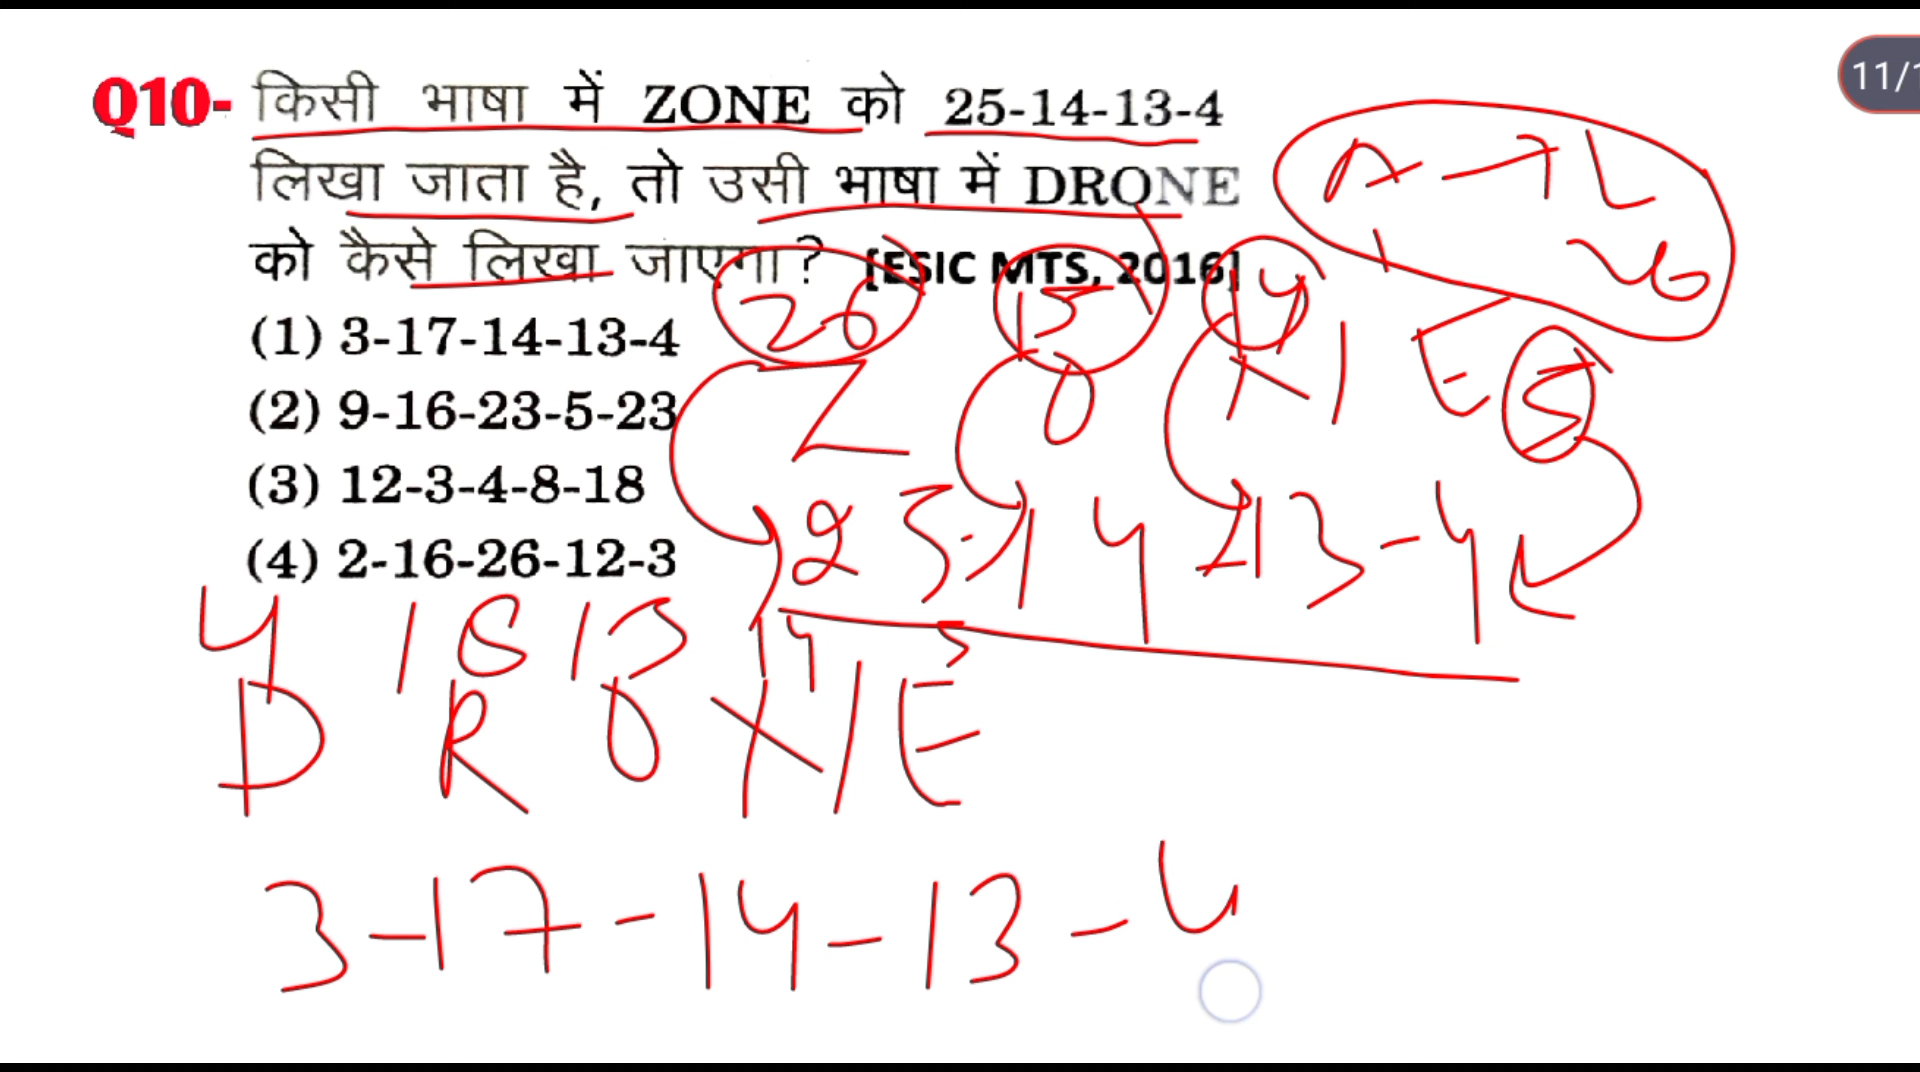 Q10- किसी भाषा में ZONE को 25-14-13-4
11/1
लिखा जाता है, तो उसी भाषा में DRONE
को कैसे लिखा जाएगा? [ESIC MTS, 2016]
(1) 3-17-14-13-4
(2) 9-16-23-5-23
(3) 12-3-4-8-18
(4) 2-16-26-12-3
A → Z
1 26
26 15 14 5
Z O N E
25-14-13-4
4 18 15 14 5
D R O N E
3-17-14-13-4